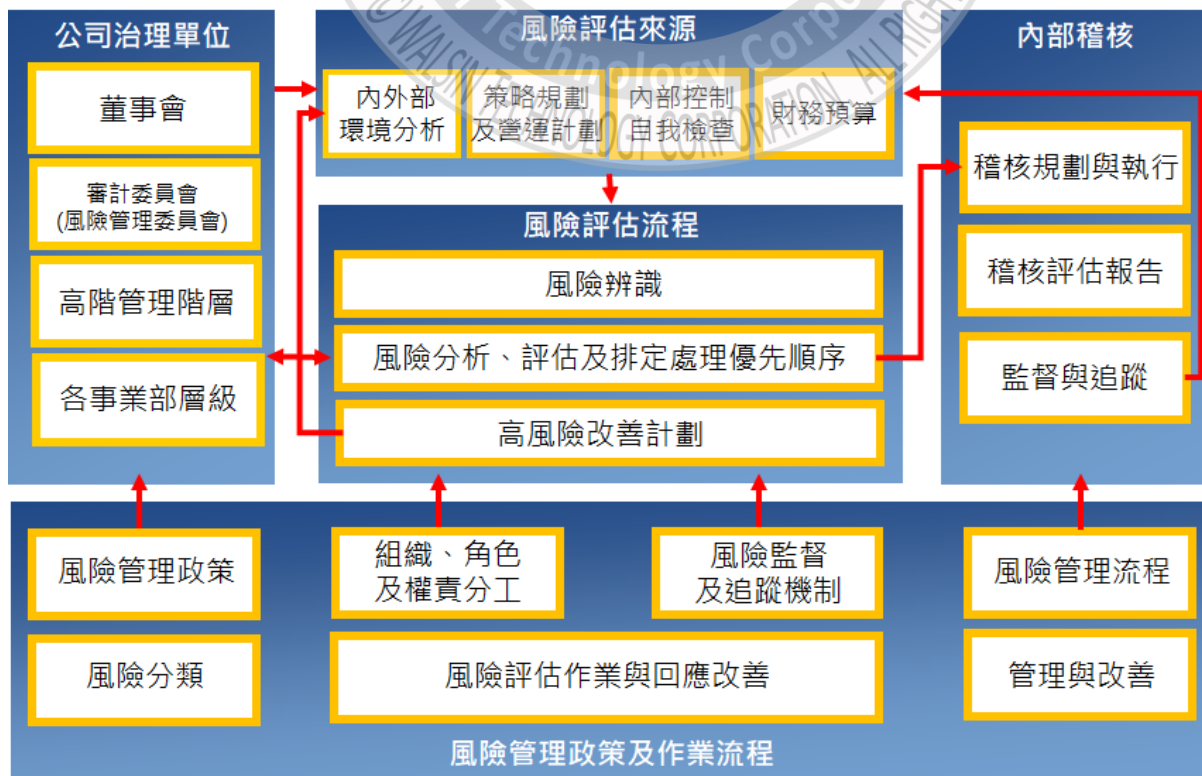 公司治理單位
董事會
審計委員會
(風險管理委員會)
高階管理階層
各事業部層級
風險評估來源
內外部
環境分析
策略規劃
及營運計劃
內部控制
自我檢查
財務預算
風險評估流程
風險辨識
風險分析、評估及排定處理優先順序
高風險改善計劃
內部稽核
稽核規劃與執行
稽核評估報告
監督與追蹤
風險管理政策
風險分類
組織、角色
及權責分工
風險監督
及追蹤機制
風險評估作業與回應改善
風險管理流程
管理與改善
風險管理政策及作業流程
Technology Corpor
©WALSIN TECHNOLOGY CORPORATION. ALL RIGH